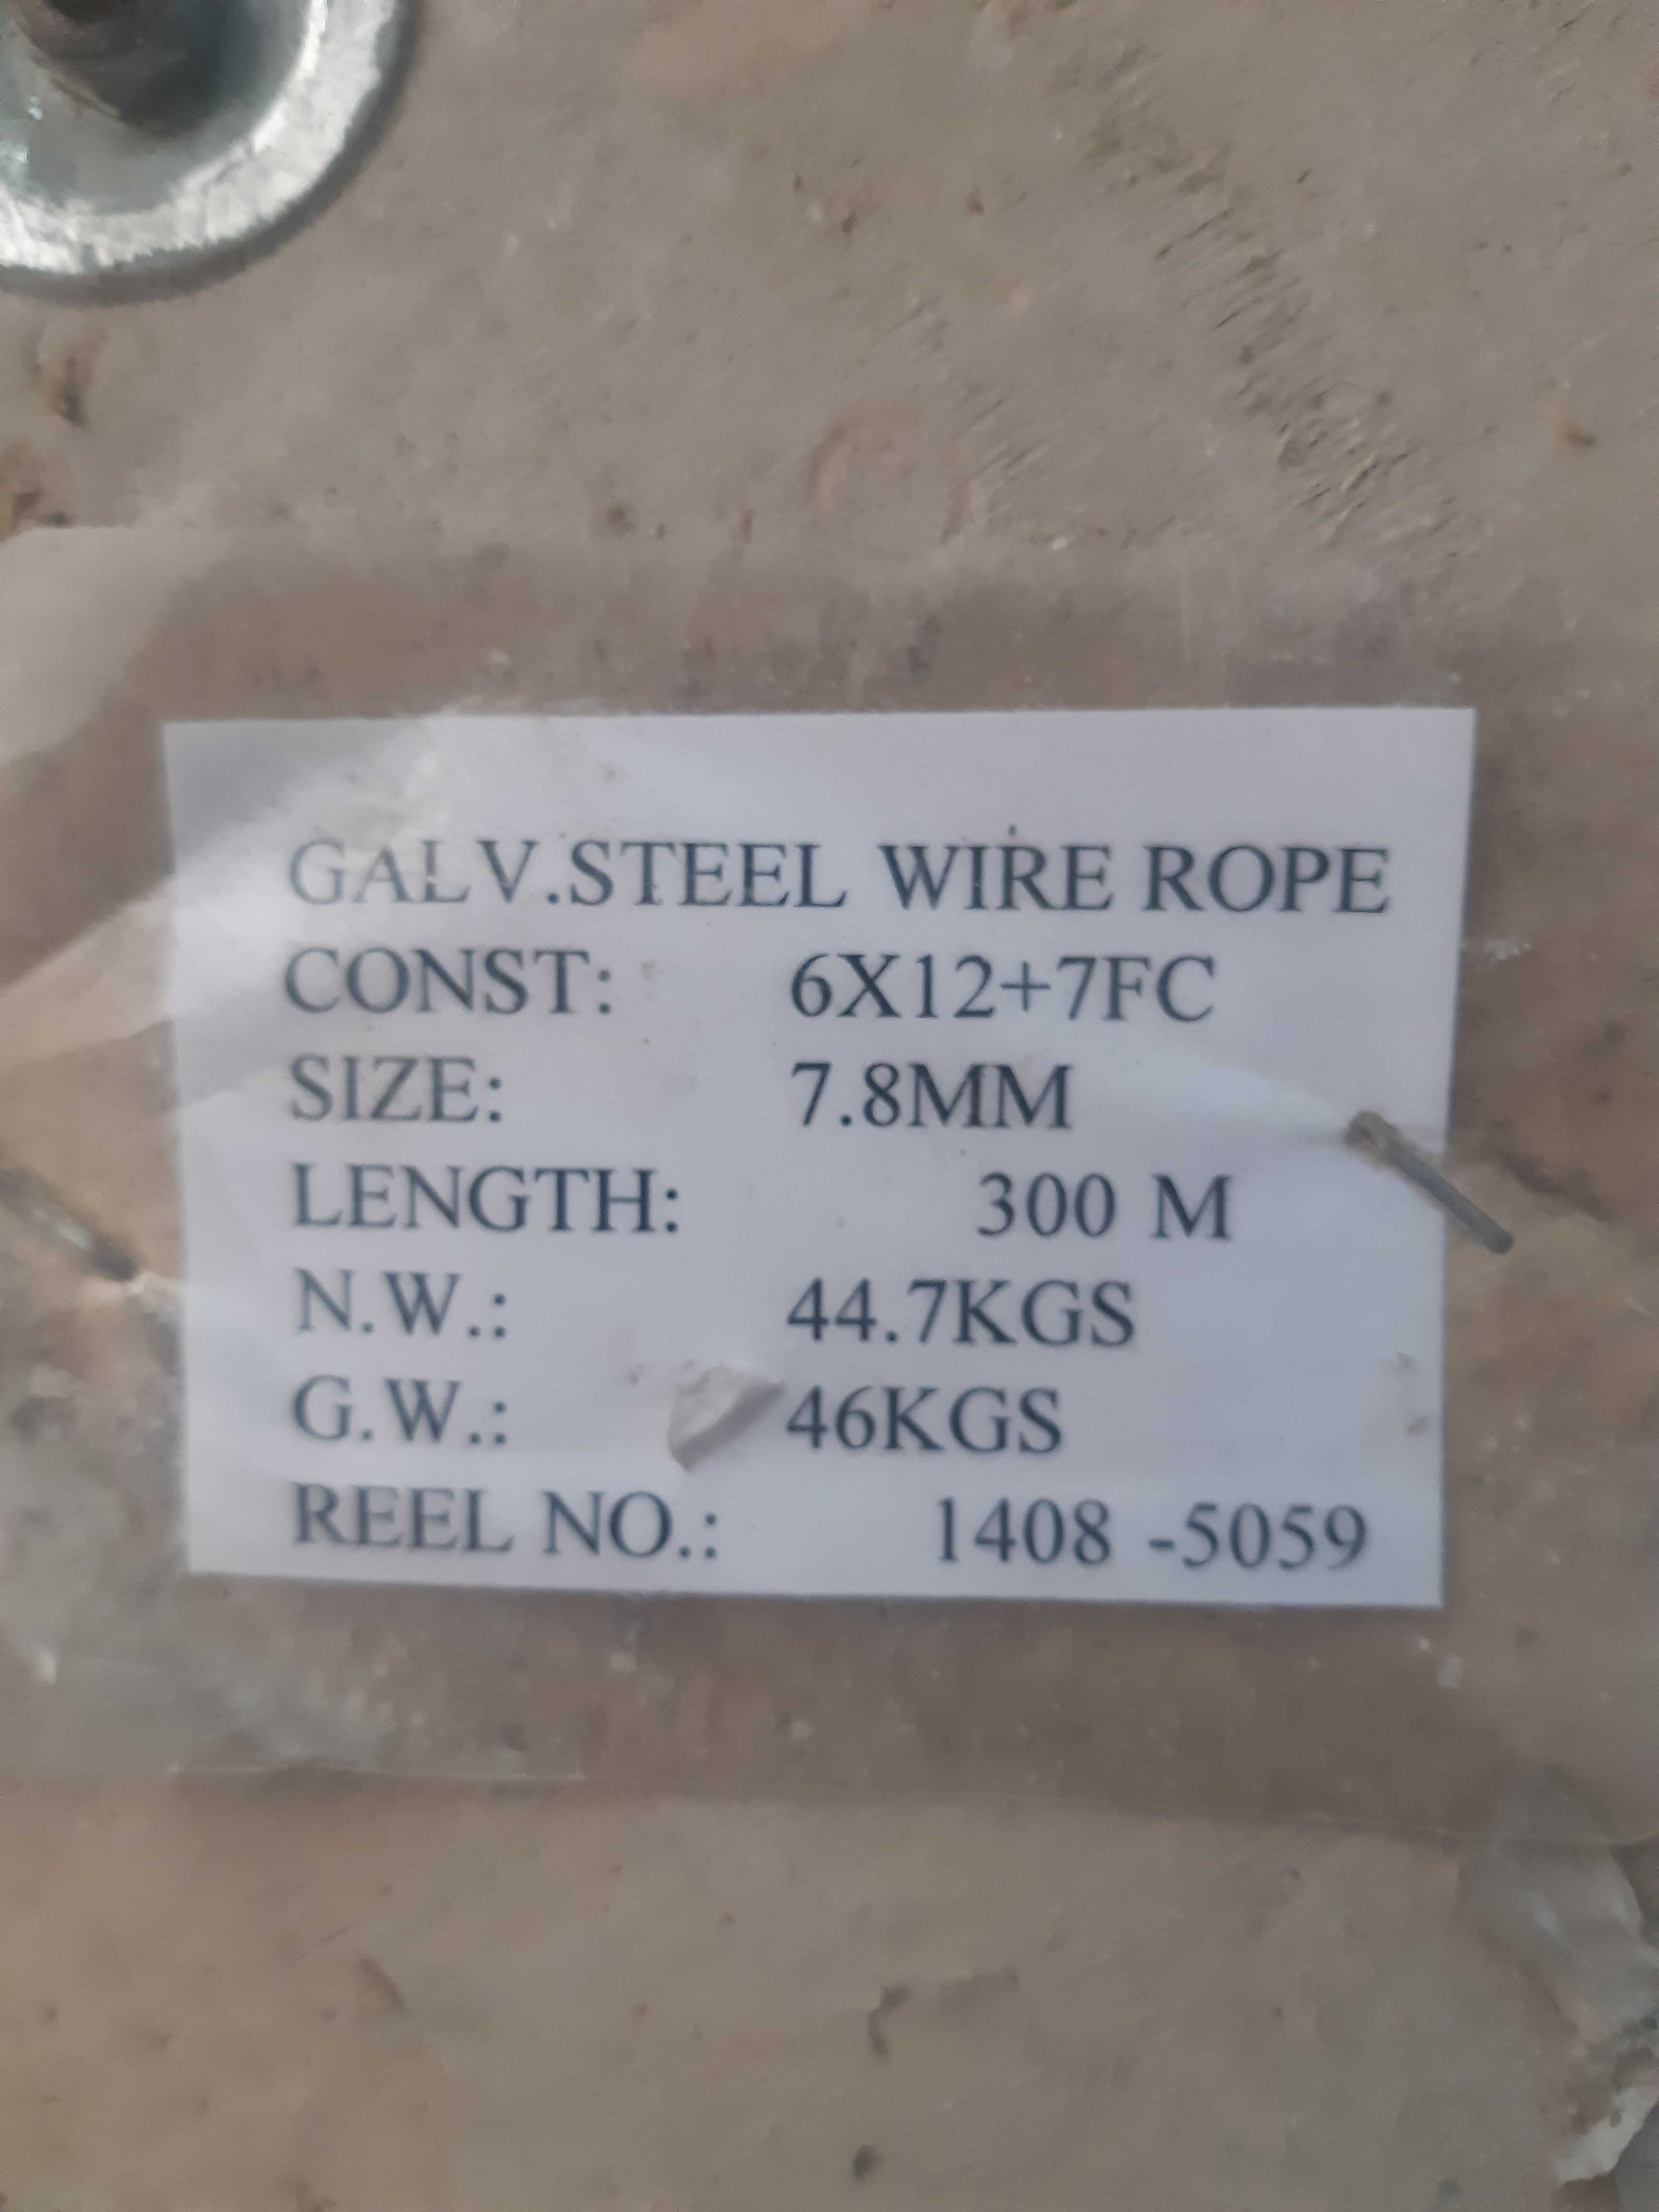 GALV.STEEL WIRE ROPE
CONST: 6X12+7FC
SIZE: 7.8MM
LENGTH: 300 M
N.W.: 44.7KGS
G.W.: 46KGS
REEL NO.: 1408 -5059